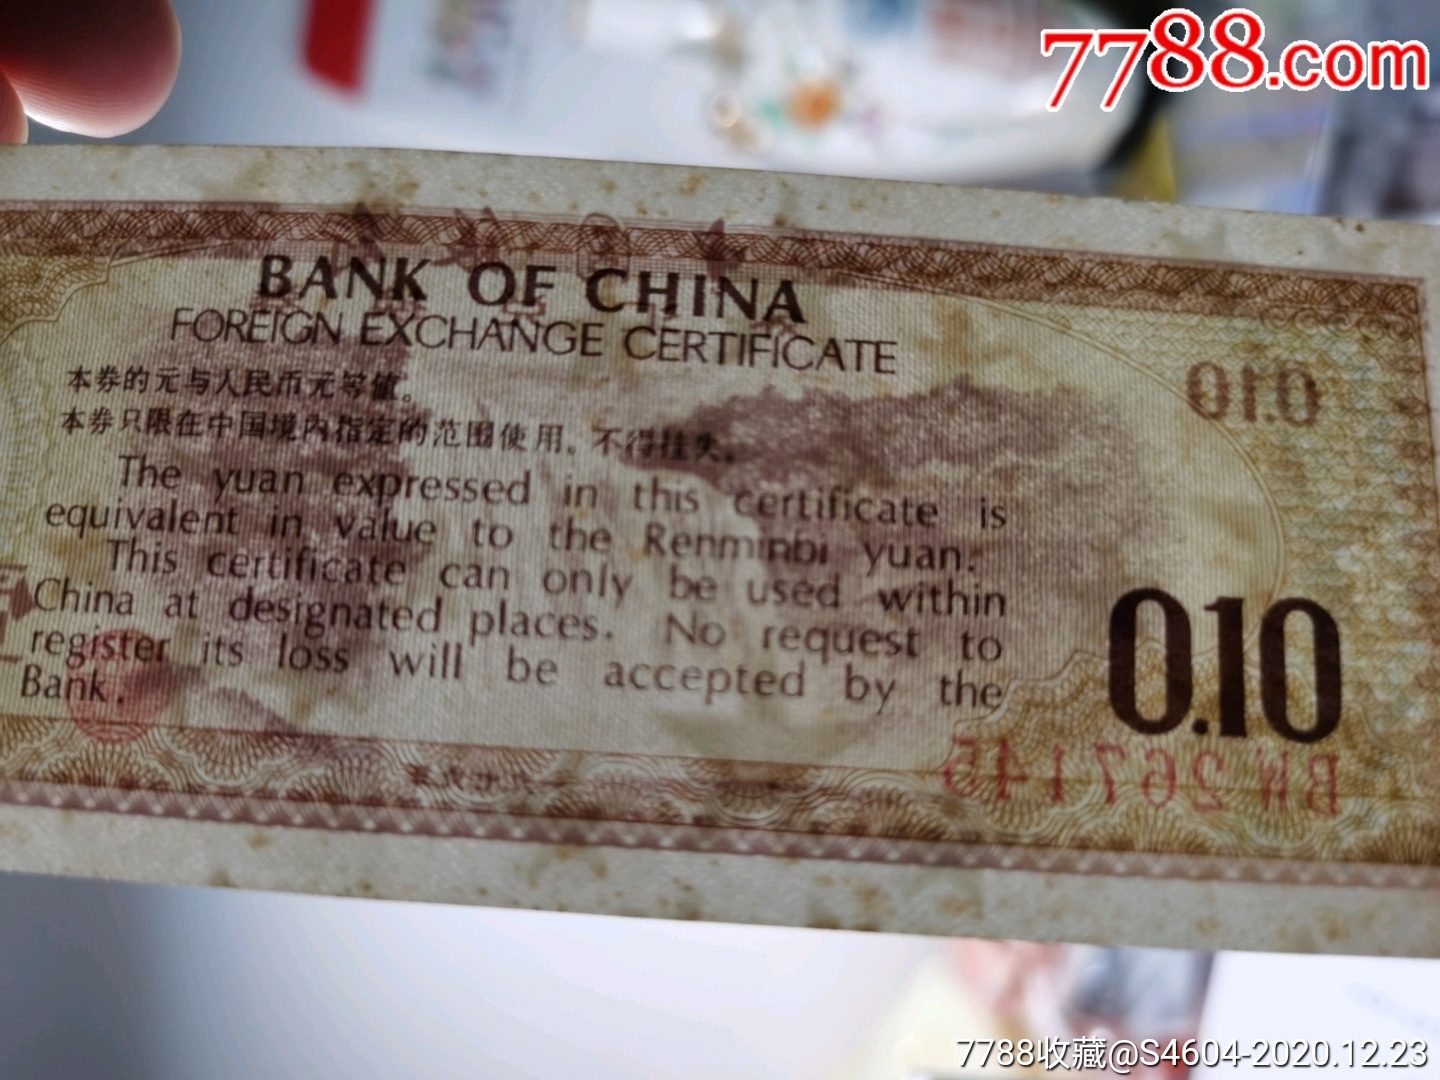 7788.com
BANK OF CHINA
FOREIGN EXCHANGE CERTIFICATE
本券的元与人民币元等值。
本券只限在中国境内指定的范围使用。不得挂失。
The yuan expressed in this certificate is
equivalent in value to the Renminbi yuan.
This certificate can only be used within
China at designated places. No request to
register its loss will be accepted by the
Bank.
0.10
0.10
BN 267145
7788收藏@S4604-2020.12.23